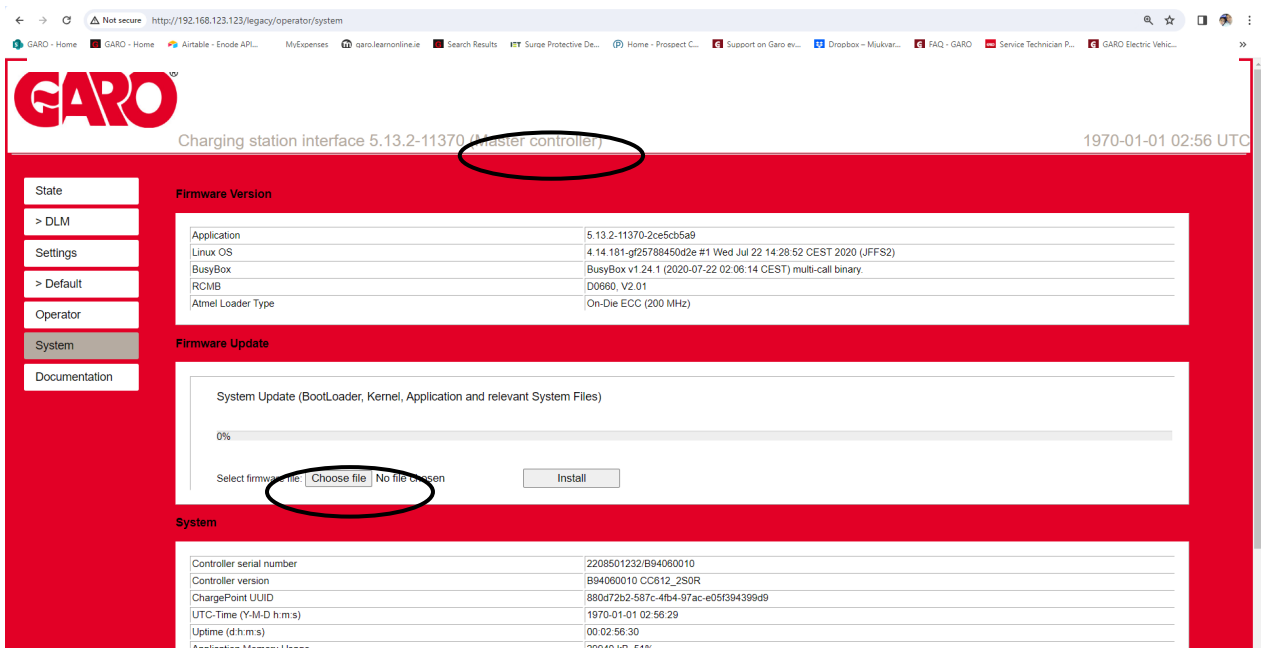 Not secure http://192.168.123.123/legacy/operator/system
GARO - Home GARO - Home Airtable - Enode API... MyExpenses garo.learnonline.ie Search Results IET Surge Protective De... Home - Prospect C... Support on Garo ev... Dropbox – Mjukvar... FAQ - GARO Service Technician P... GARO Electric Vehic... »
GARO®
Charging station interface 5.13.2-11370 (Master controller) 1970-01-01 02:56 UTC
State
> DLM
Settings
> Default
Operator
System
Documentation
Firmware Version
Application 5.13.2-11370-2ce5cb5a9
Linux OS 4.14.181-gf25788450d2e #1 Wed Jul 22 14:28:52 CEST 2020 (JFFS2)
BusyBox BusyBox v1.24.1 (2020-07-22 02:06:14 CEST) multi-call binary.
RCMB D0660, V2.01
Atmel Loader Type On-Die ECC (200 MHz)
Firmware Update
System Update (BootLoader, Kernel, Application and relevant System Files)
0%
Select firmware file: Choose file No file chosen Install
System
Controller serial number 2208501232/B94060010
Controller version B94060010 CC612_2S0R
ChargePoint UUID 880d72b2-587c-4fb4-97ac-e05f394399d9
UTC-Time (Y-M-D h:m:s) 1970-01-01 02:56:29
Uptime (d:h:m:s) 00:02:56:30
Application Memory Usage